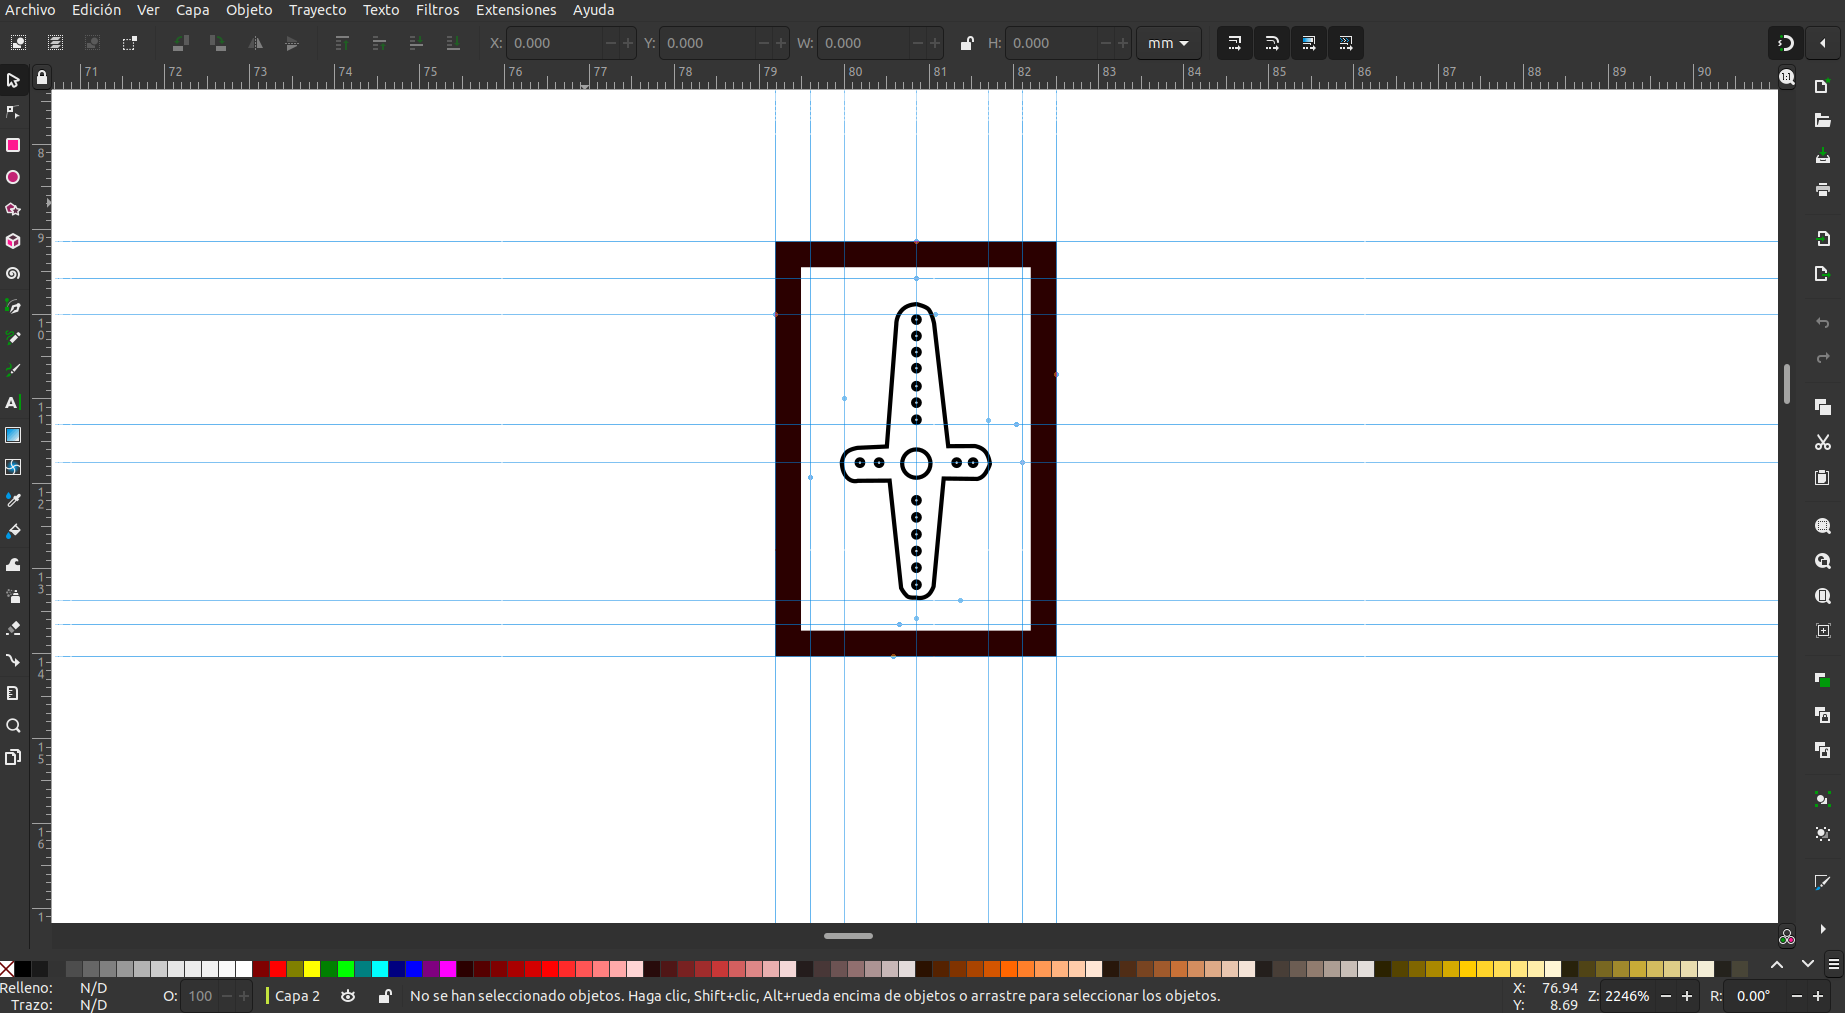 Archivo Edición Ver Capa Objeto Trayecto Texto Filtros Extensiones Ayuda
X: 0.000 Y: 0.000 W: 0.000 H: 0.000 mm
71 72 73 74 75 76 77 78 79 80 81 82 83 84 85 86 87 88 89 90
1:1
8
9
10
11
12
13
14
15
16
1
A
Relleno: N/D
Trazo: N/D
O: 100
Capa 2
No se han seleccionado objetos. Haga clic, Shift+clic, Alt+rueda encima de objetos o arrastre para seleccionar los objetos.
X: 76.94
Y: 8.69
Z: 2246%
R: 0.00°